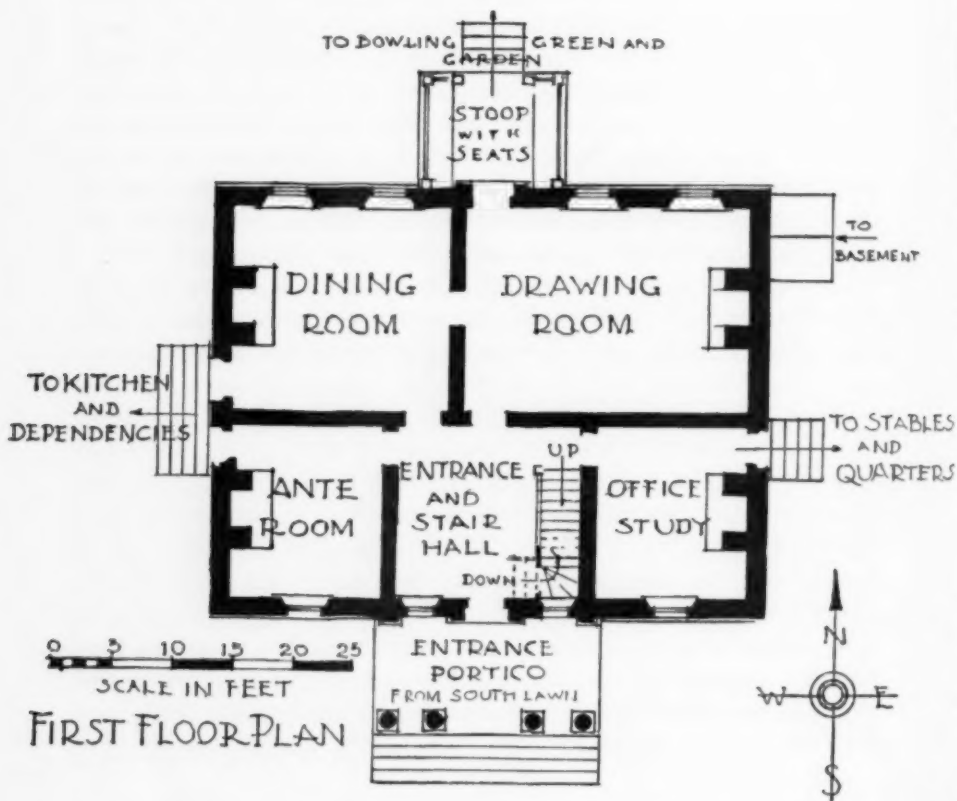 TO BOWLING GREEN AND
GARDEN
STOOP
WITH
SEATS
TO
BASEMENT
DINING
ROOM
DRAWING
ROOM
TO KITCHEN
AND
DEPENDENCIES
TO STABLES
AND
QUARTERS
UP
ENTRANCE
AND
STAIR
HALL
ANTE
ROOM
OFFICE
STUDY
DOWN
ENTRANCE
PORTICO
FROM SOUTH LAWN
0 5 10 15 20 25
SCALE IN FEET
FIRST FLOOR PLAN
N
W E
S